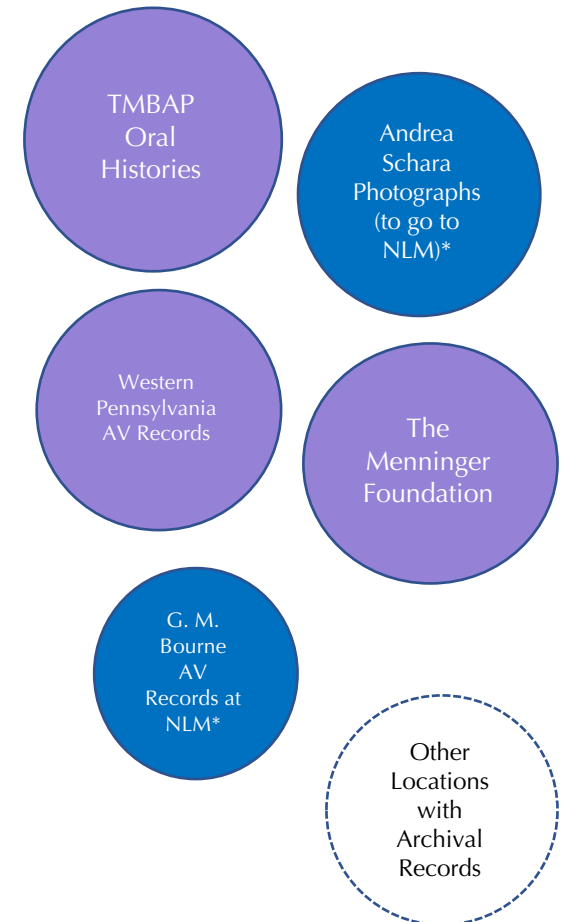 TMBAP
Oral
Histories
Andrea
Schara
Photographs
(to go to
NLM)*
Western
Pennsylvania
AV Records
The
Menninger
Foundation
G. M.
Bourne
AV
Records at
NLM*
Other
Locations
with
Archival
Records